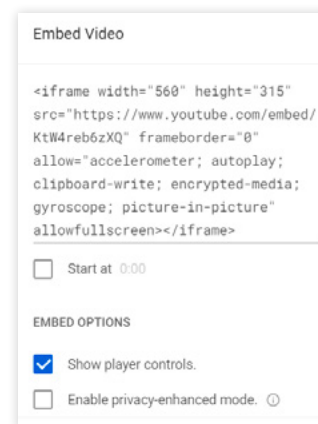 Embed Video
<iframe width="560" height="315"
src="https://www.youtube.com/embed/
KtW4reb6zXQ" frameborder="0"
allow="accelerometer; autoplay;
clipboard-write; encrypted-media;
gyroscope; picture-in-picture"
allowfullscreen></iframe>
Start at 0:00
EMBED OPTIONS
Show player controls.
Enable privacy-enhanced mode.